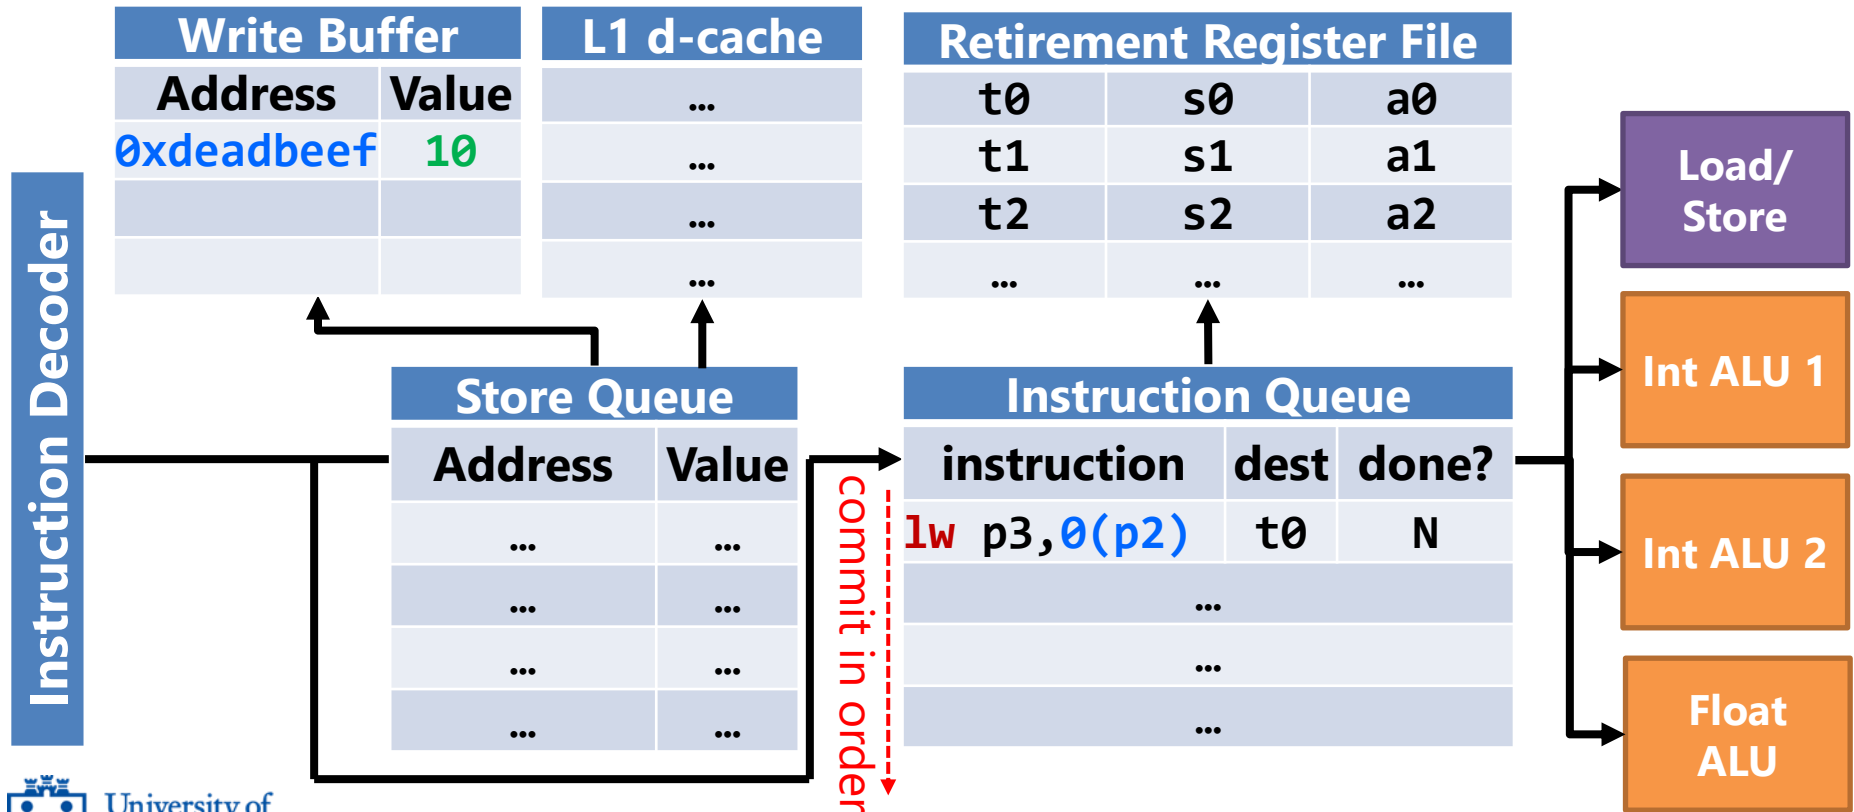 Write Buffer
Address Value
0xdeadbeef 10
L1 d-cache
...
...
...
...
Retirement Register File
t0 s0 a0
t1 s1 a1
t2 s2 a2
... ... ...
Instruction Decoder
Store Queue
Address Value
... ...
... ...
... ...
... ...
commit in order
Instruction Queue
instruction dest done?
lw p3,0(p2) t0 N
...
...
...
Load/
Store
Int ALU 1
Int ALU 2
Float
ALU
University of